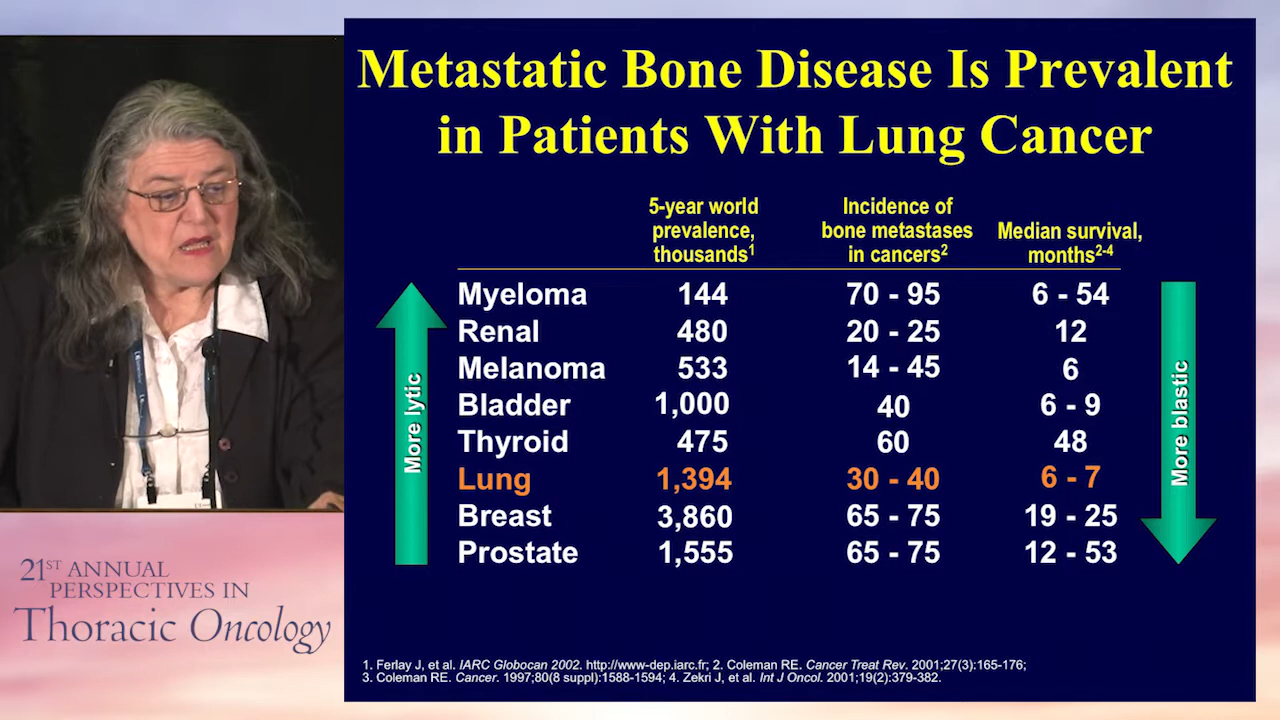 Metastatic Bone Disease Is Prevalent
in Patients With Lung Cancer
5-year world
prevalence,
thousands1
Incidence of
bone metastases
in cancers2
Median survival,
months2-4
More lytic
Myeloma 144 70 - 95 6 - 54
Renal 480 20 - 25 12
Melanoma 533 14 - 45 6
Bladder 1,000 40 6 - 9
Thyroid 475 60 48
Lung 1,394 30 - 40 6 - 7
Breast 3,860 65 - 75 19 - 25
Prostate 1,555 65 - 75 12 - 53
More blastic
1. Ferlay J, et al. IARC Globocan 2002. http://www-dep.iarc.fr; 2. Coleman RE. Cancer Treat Rev. 2001;27(3):165-176;
3. Coleman RE. Cancer. 1997;80(8 suppl):1588-1594; 4. Zekri J, et al. Int J Oncol. 2001;19(2):379-382.
21ST ANNUAL
PERSPECTIVES IN
Thoracic Oncology